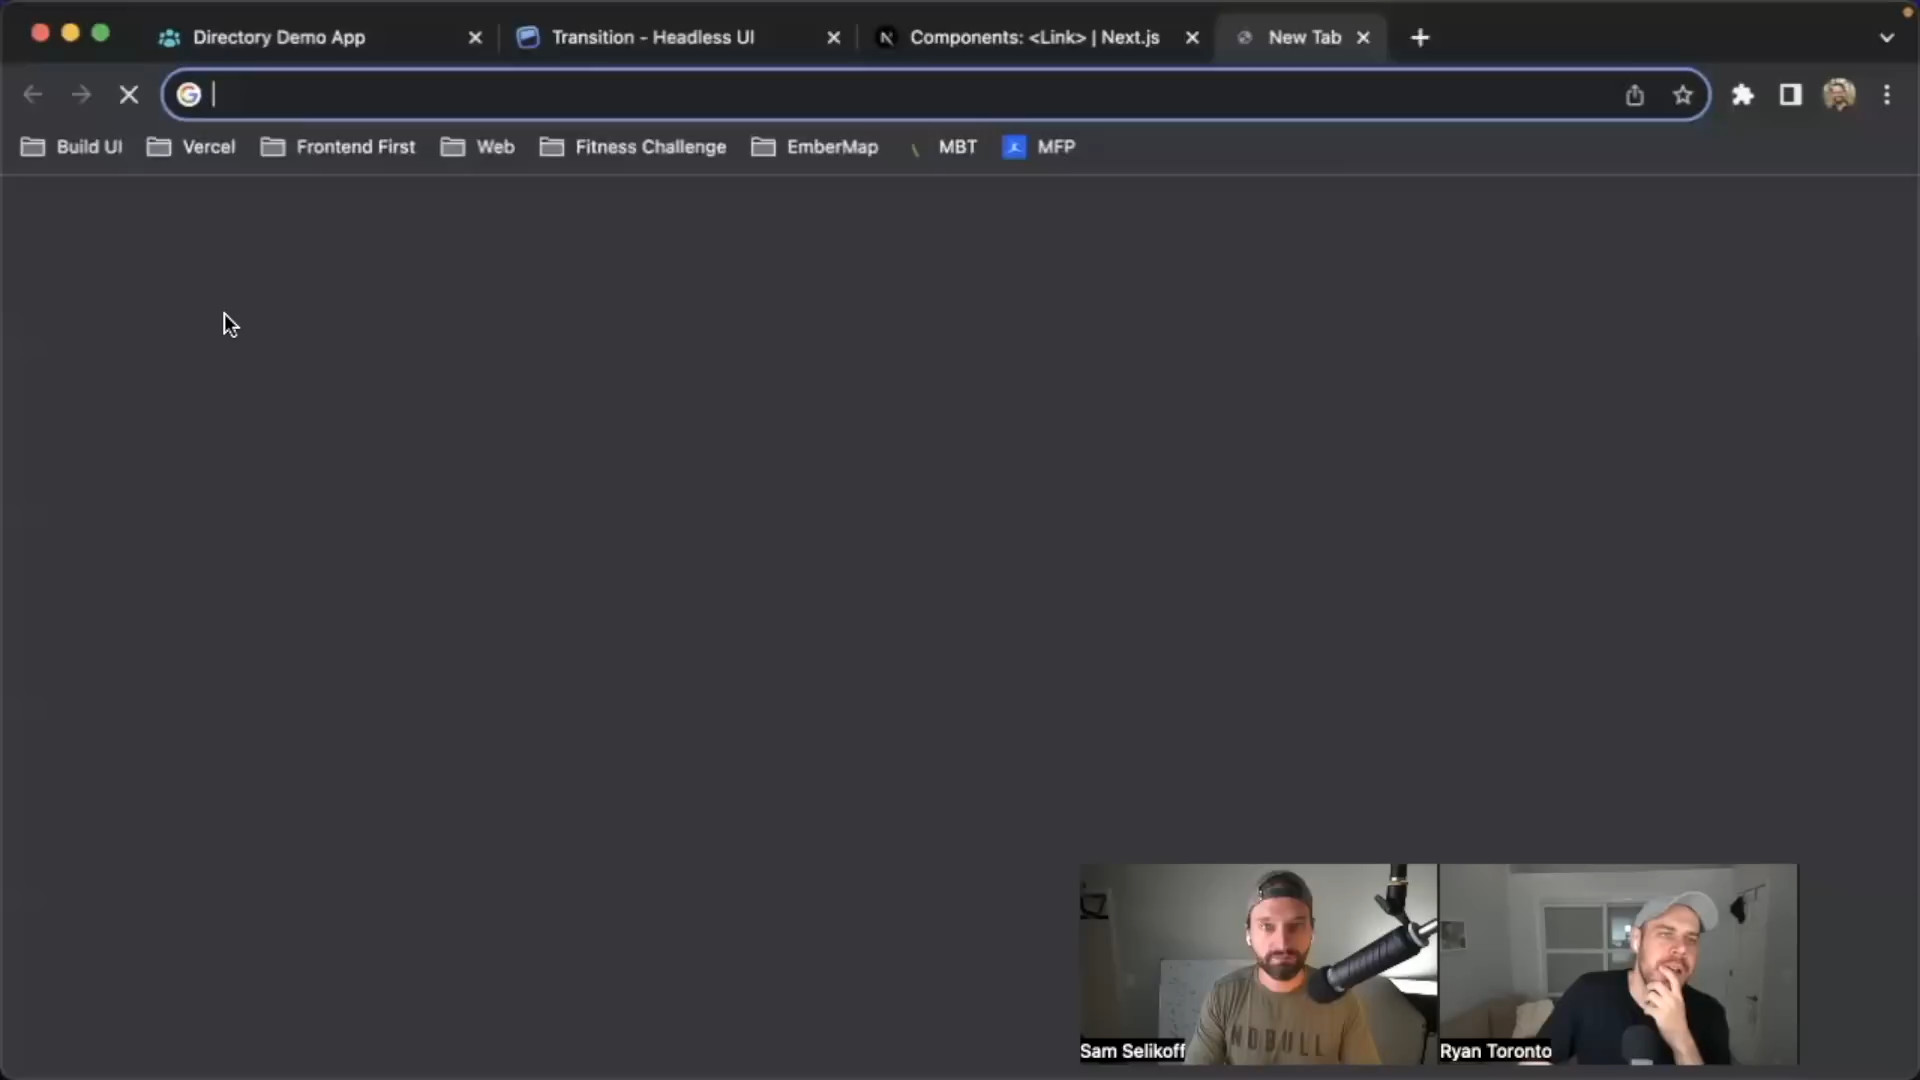 Directory Demo App
Transition - Headless UI
Components: <Link> | Next.js
New Tab
Build UI
Vercel
Frontend First
Web
Fitness Challenge
EmberMap
MBT
MFP
NOBULL
Sam Selikoff
Ryan Toronto